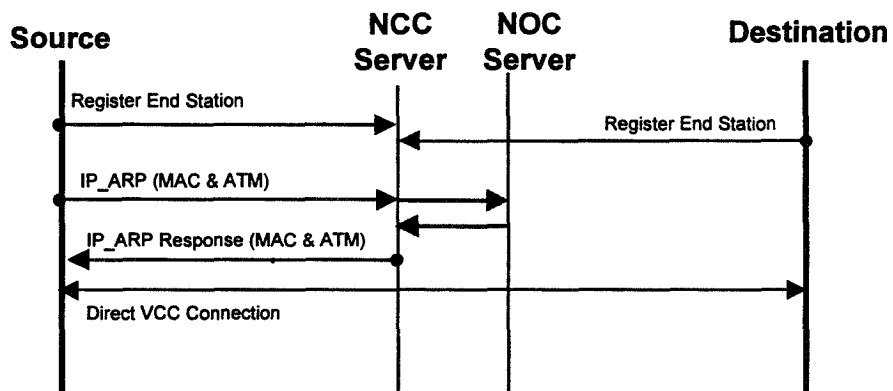 Source
NCC
Server
NOC
Server
Destination
Register End Station
Register End Station
IP_ARP (MAC & ATM)
IP_ARP Response (MAC & ATM)
Direct VCC Connection